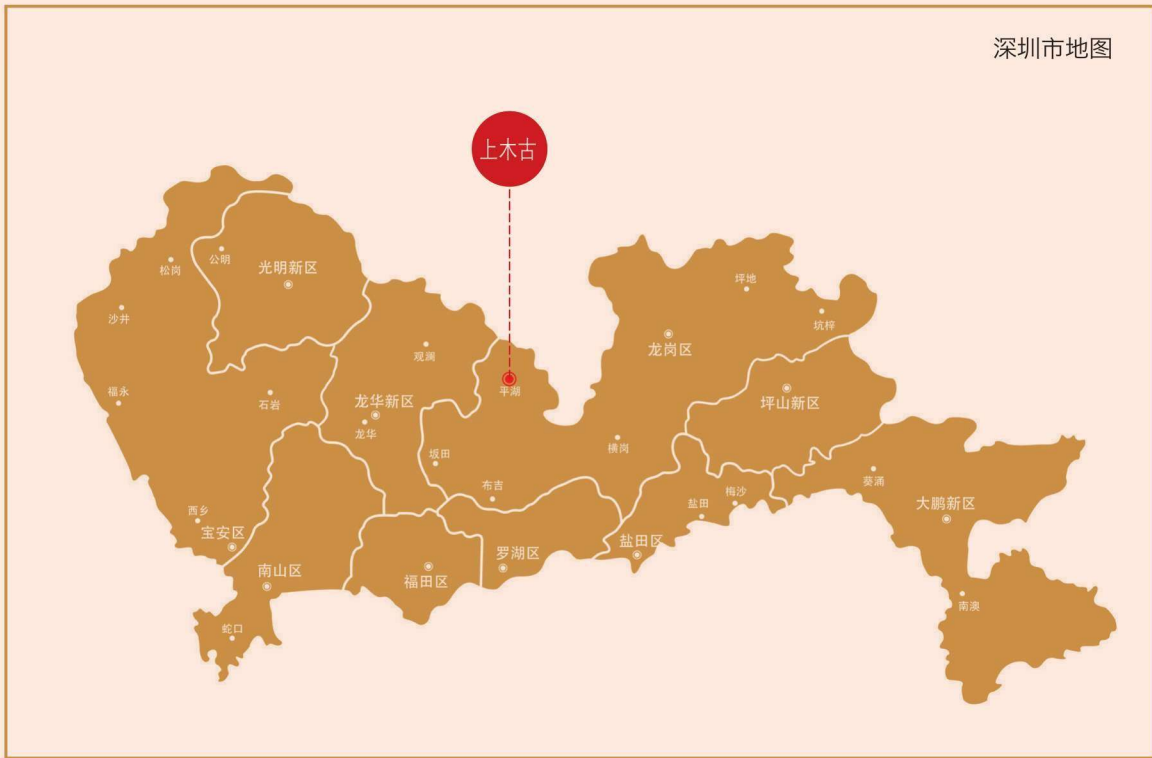 深圳市地图
上木古
公明
松岗
光明新区
沙井
福永
石岩
观澜
龙华新区
龙华
坂田
平湖
布吉
横岗
龙岗区
坪地
坑梓
坪山新区
西乡
宝安区
南山区
蛇口
福田区
罗湖区
盐田区
盐田
梅沙
葵涌
大鹏新区
南澳